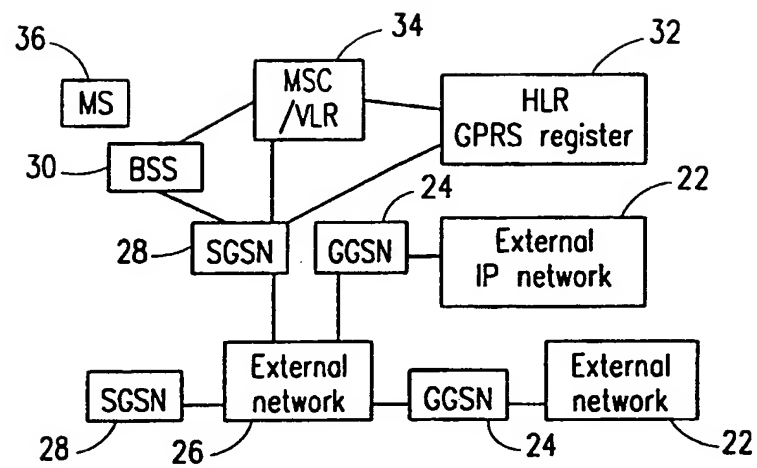 36
34
32
MS
MSC
/VLR
HLR
GPRS register
30
BSS
24
22
28
SGSN
GGSN
External
IP network
SGSN
External
network
GGSN
External
network
28
26
24
22